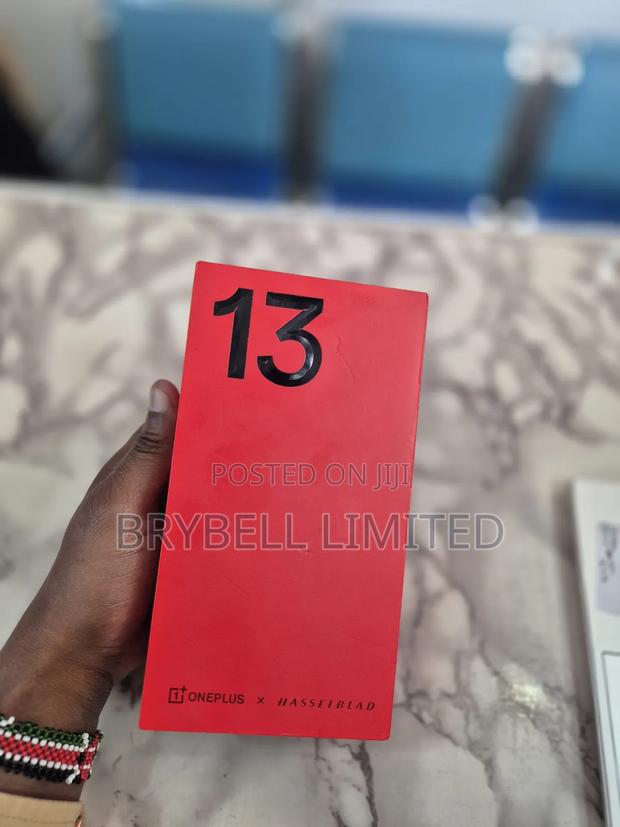 13
POSTED ON JIJI
BRYBELL LIMITED
ONEPLUS × HASSELBLAD